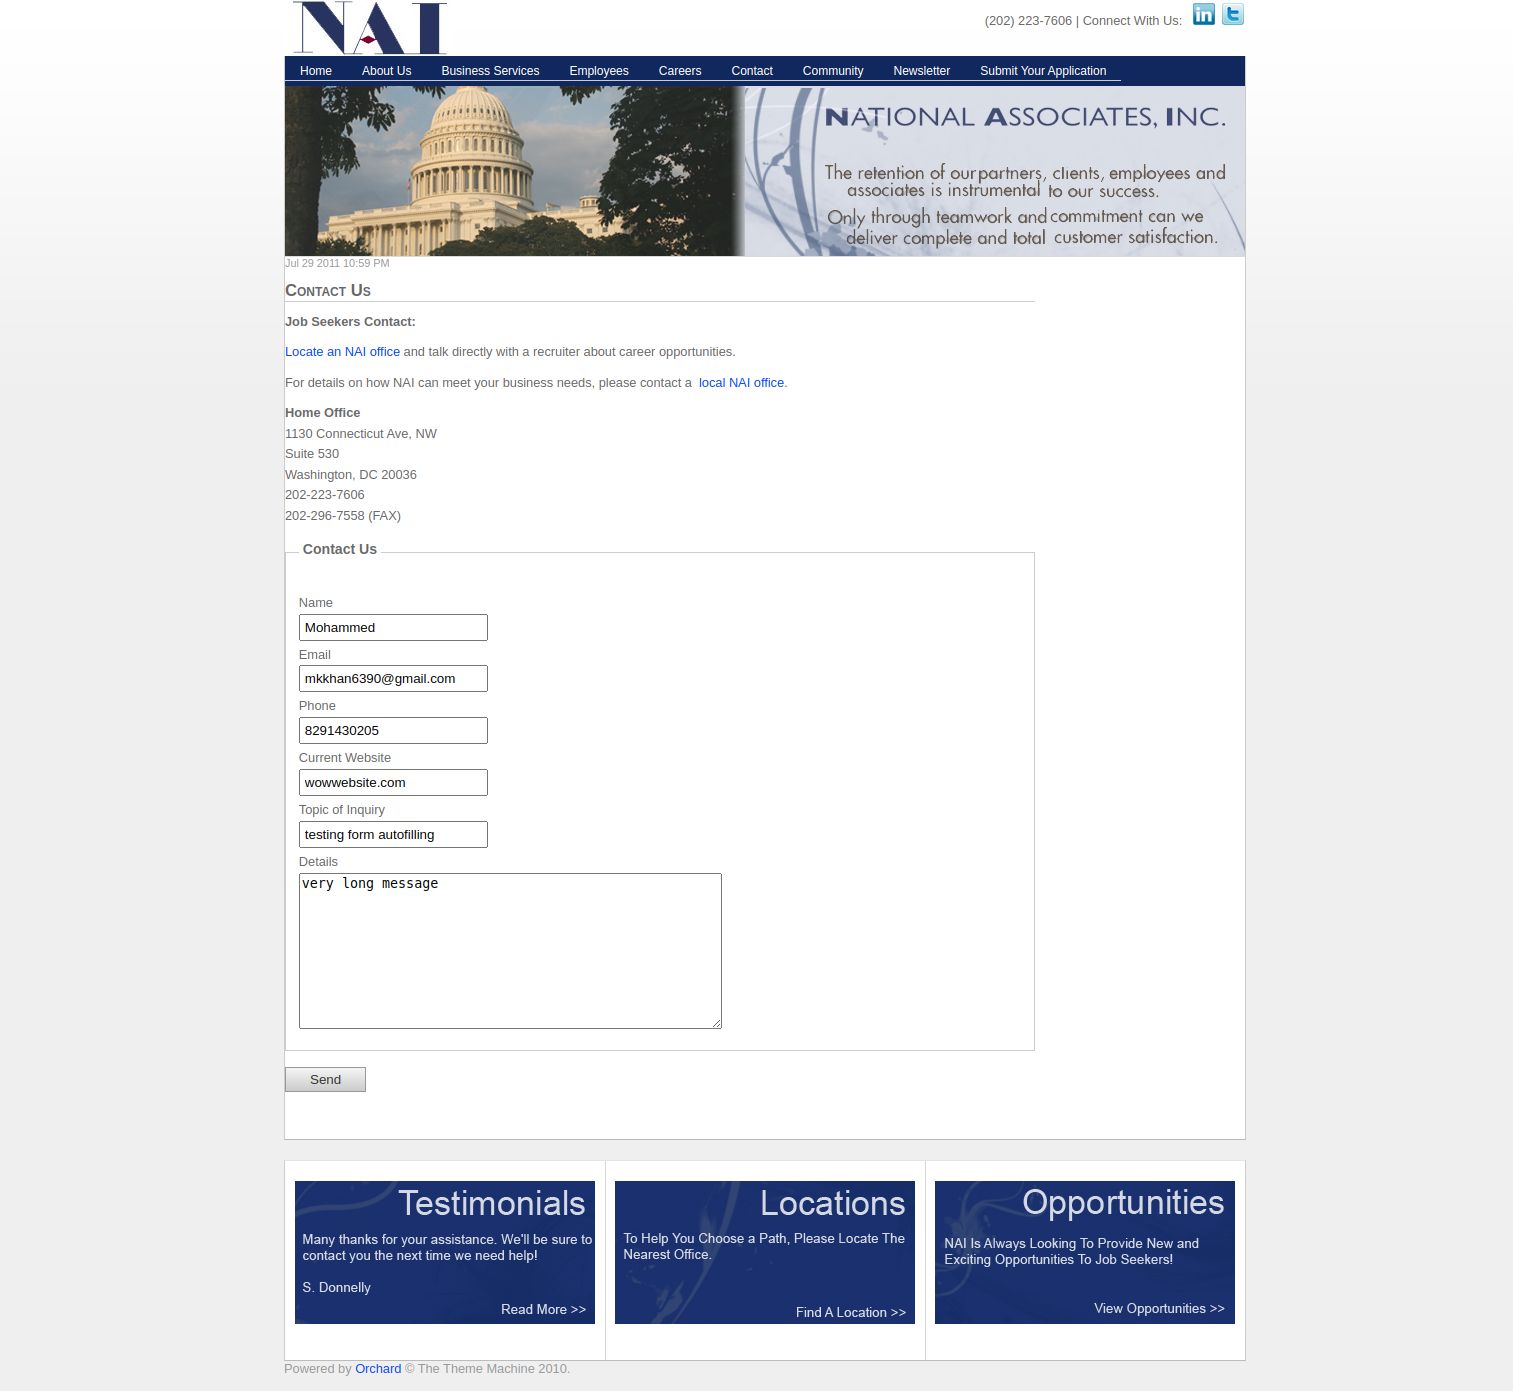 NAI
(202) 223-7606 | Connect With Us:
Home About Us Business Services Employees Careers Contact Community Newsletter Submit Your Application
NATIONAL ASSOCIATES, INC.
The retention of our partners, clients, employees and
associates is instrumental to our success.
Only through teamwork and commitment can we
deliver complete and total customer satisfaction.
Jul 29 2011 10:59 PM
Contact Us
Job Seekers Contact:
Locate an NAI office and talk directly with a recruiter about career opportunities.
For details on how NAI can meet your business needs, please contact a local NAI office.
Home Office
1130 Connecticut Ave, NW
Suite 530
Washington, DC 20036
202-223-7606
202-296-7558 (FAX)
Contact Us
Name
Mohammed
Email
mkkhan6390@gmail.com
Phone
8291430205
Current Website
wowwebsite.com
Topic of Inquiry
testing form autofilling
Details
very long message
Send
Testimonials
Many thanks for your assistance. We'll be sure to
contact you the next time we need help!
S. Donnelly
Read More >>
Locations
To Help You Choose a Path, Please Locate The
Nearest Office.
Find A Location >>
Opportunities
NAI Is Always Looking To Provide New and
Exciting Opportunities To Job Seekers!
View Opportunities >>
Powered by Orchard © The Theme Machine 2010.